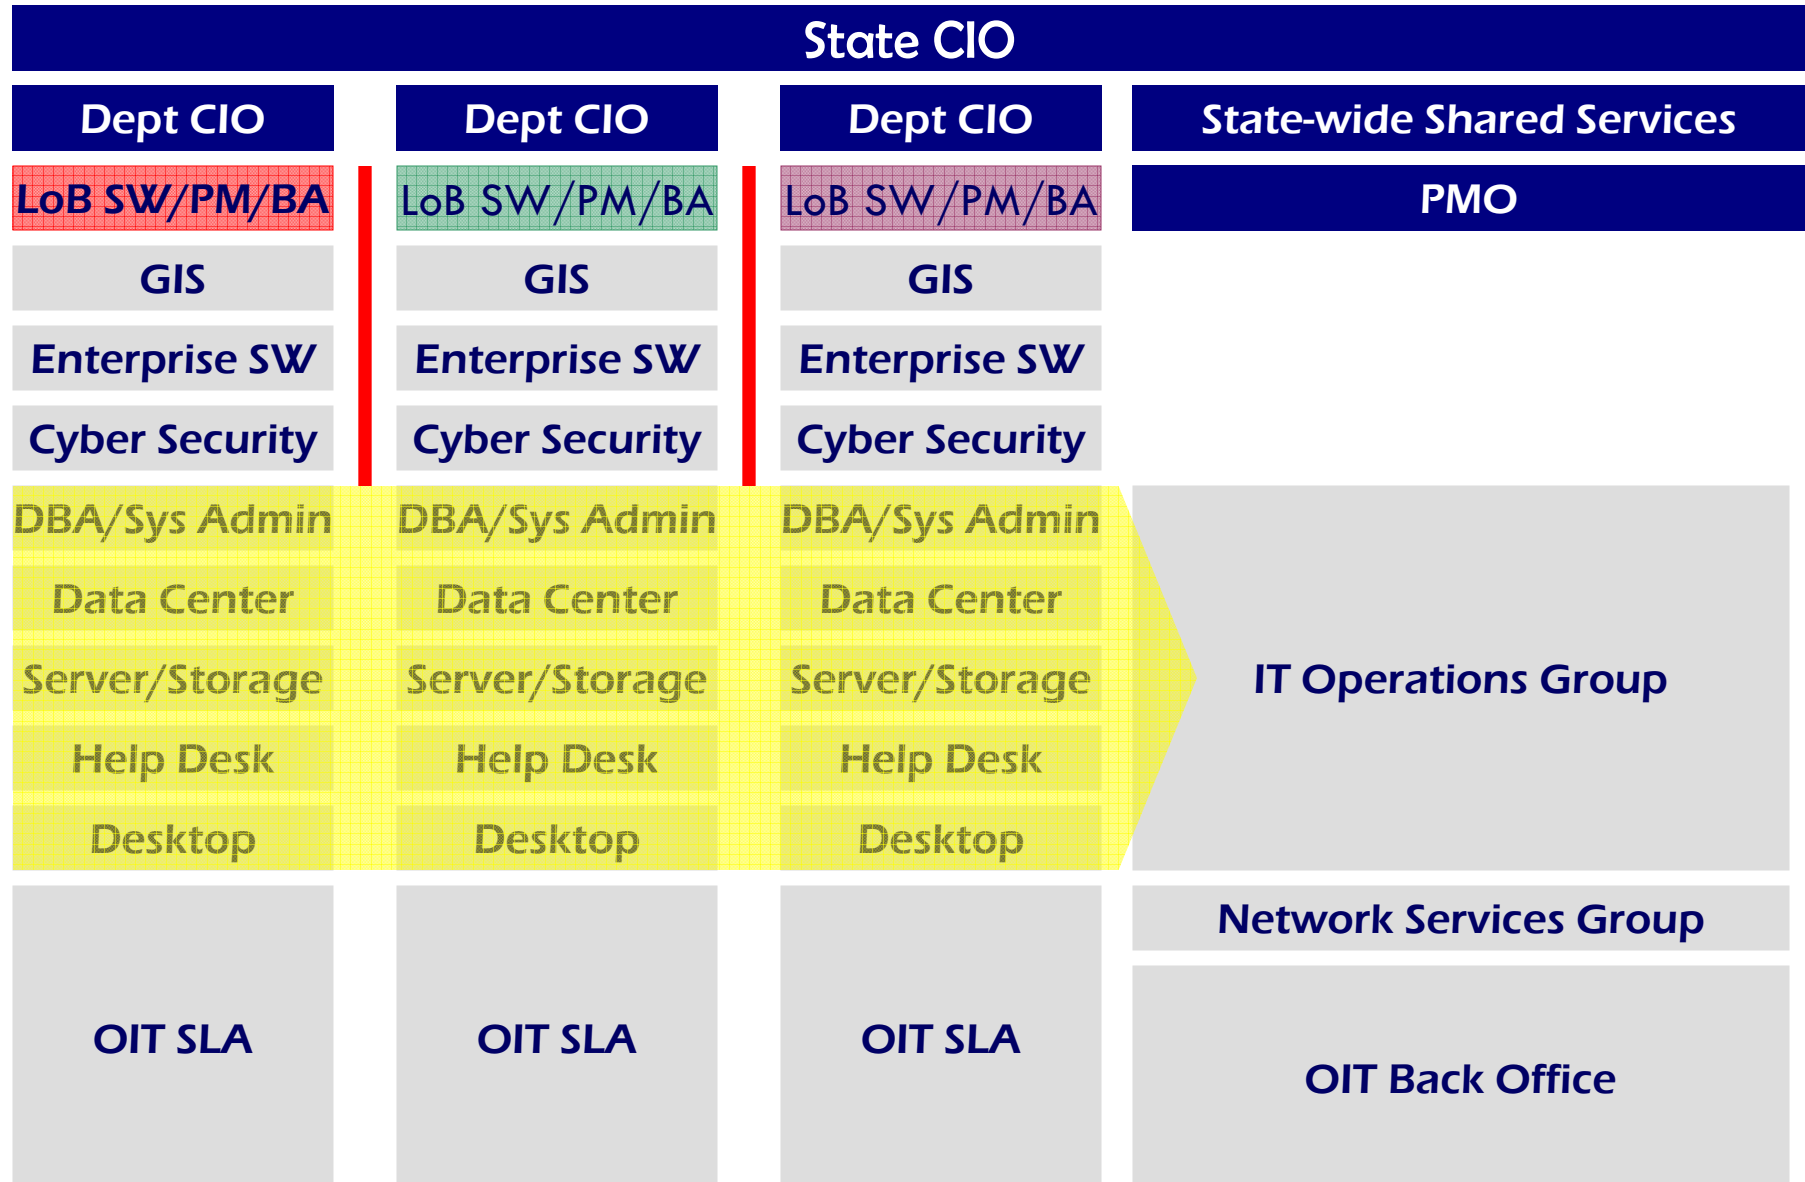 State CIO
Dept CIO Dept CIO Dept CIO State-wide Shared Services
LoB SW/PM/BA LoB SW/PM/BA LoB SW/PM/BA PMO
GIS GIS GIS
Enterprise SW Enterprise SW Enterprise SW
Cyber Security Cyber Security Cyber Security
DBA/Sys Admin DBA/Sys Admin DBA/Sys Admin
Data Center Data Center Data Center
Server/Storage Server/Storage Server/Storage IT Operations Group
Help Desk Help Desk Help Desk
Desktop Desktop Desktop
Network Services Group
OIT SLA OIT SLA OIT SLA
OIT Back Office